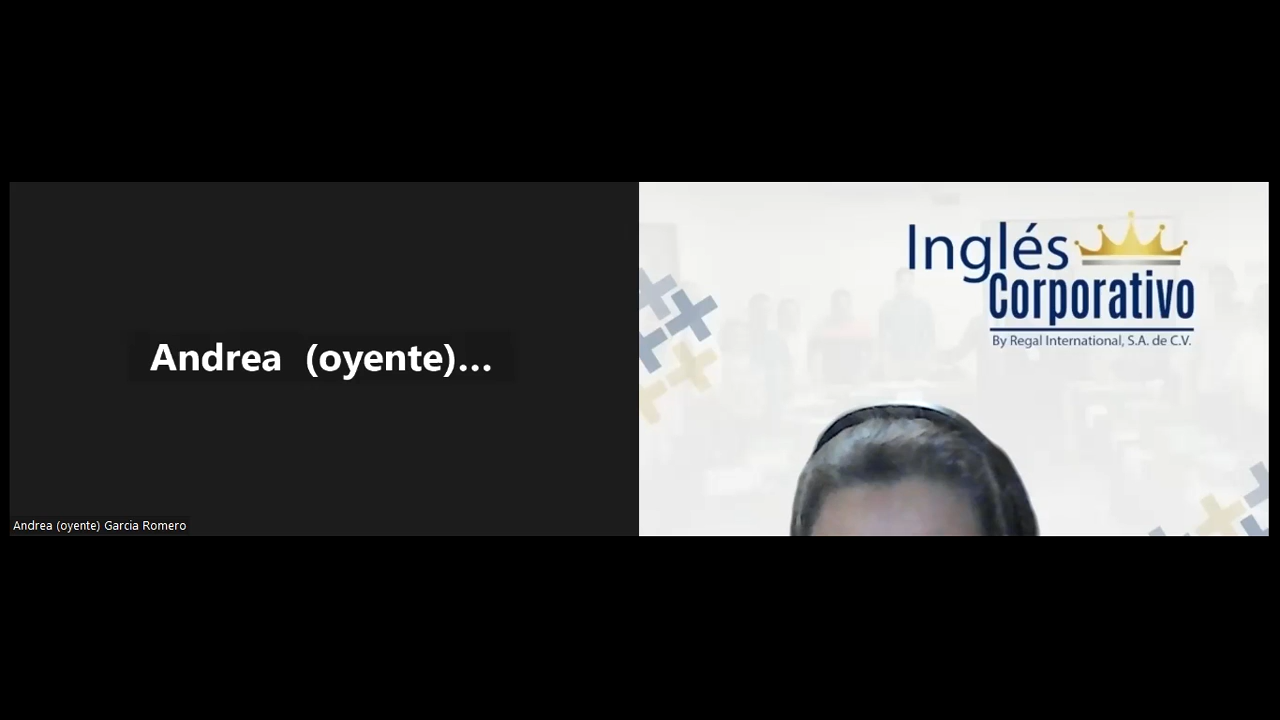 Andrea (oyente)...
Andrea (oyente) Garcia Romero
Inglés
Corporativo
By Regal International, S.A. de C.V.